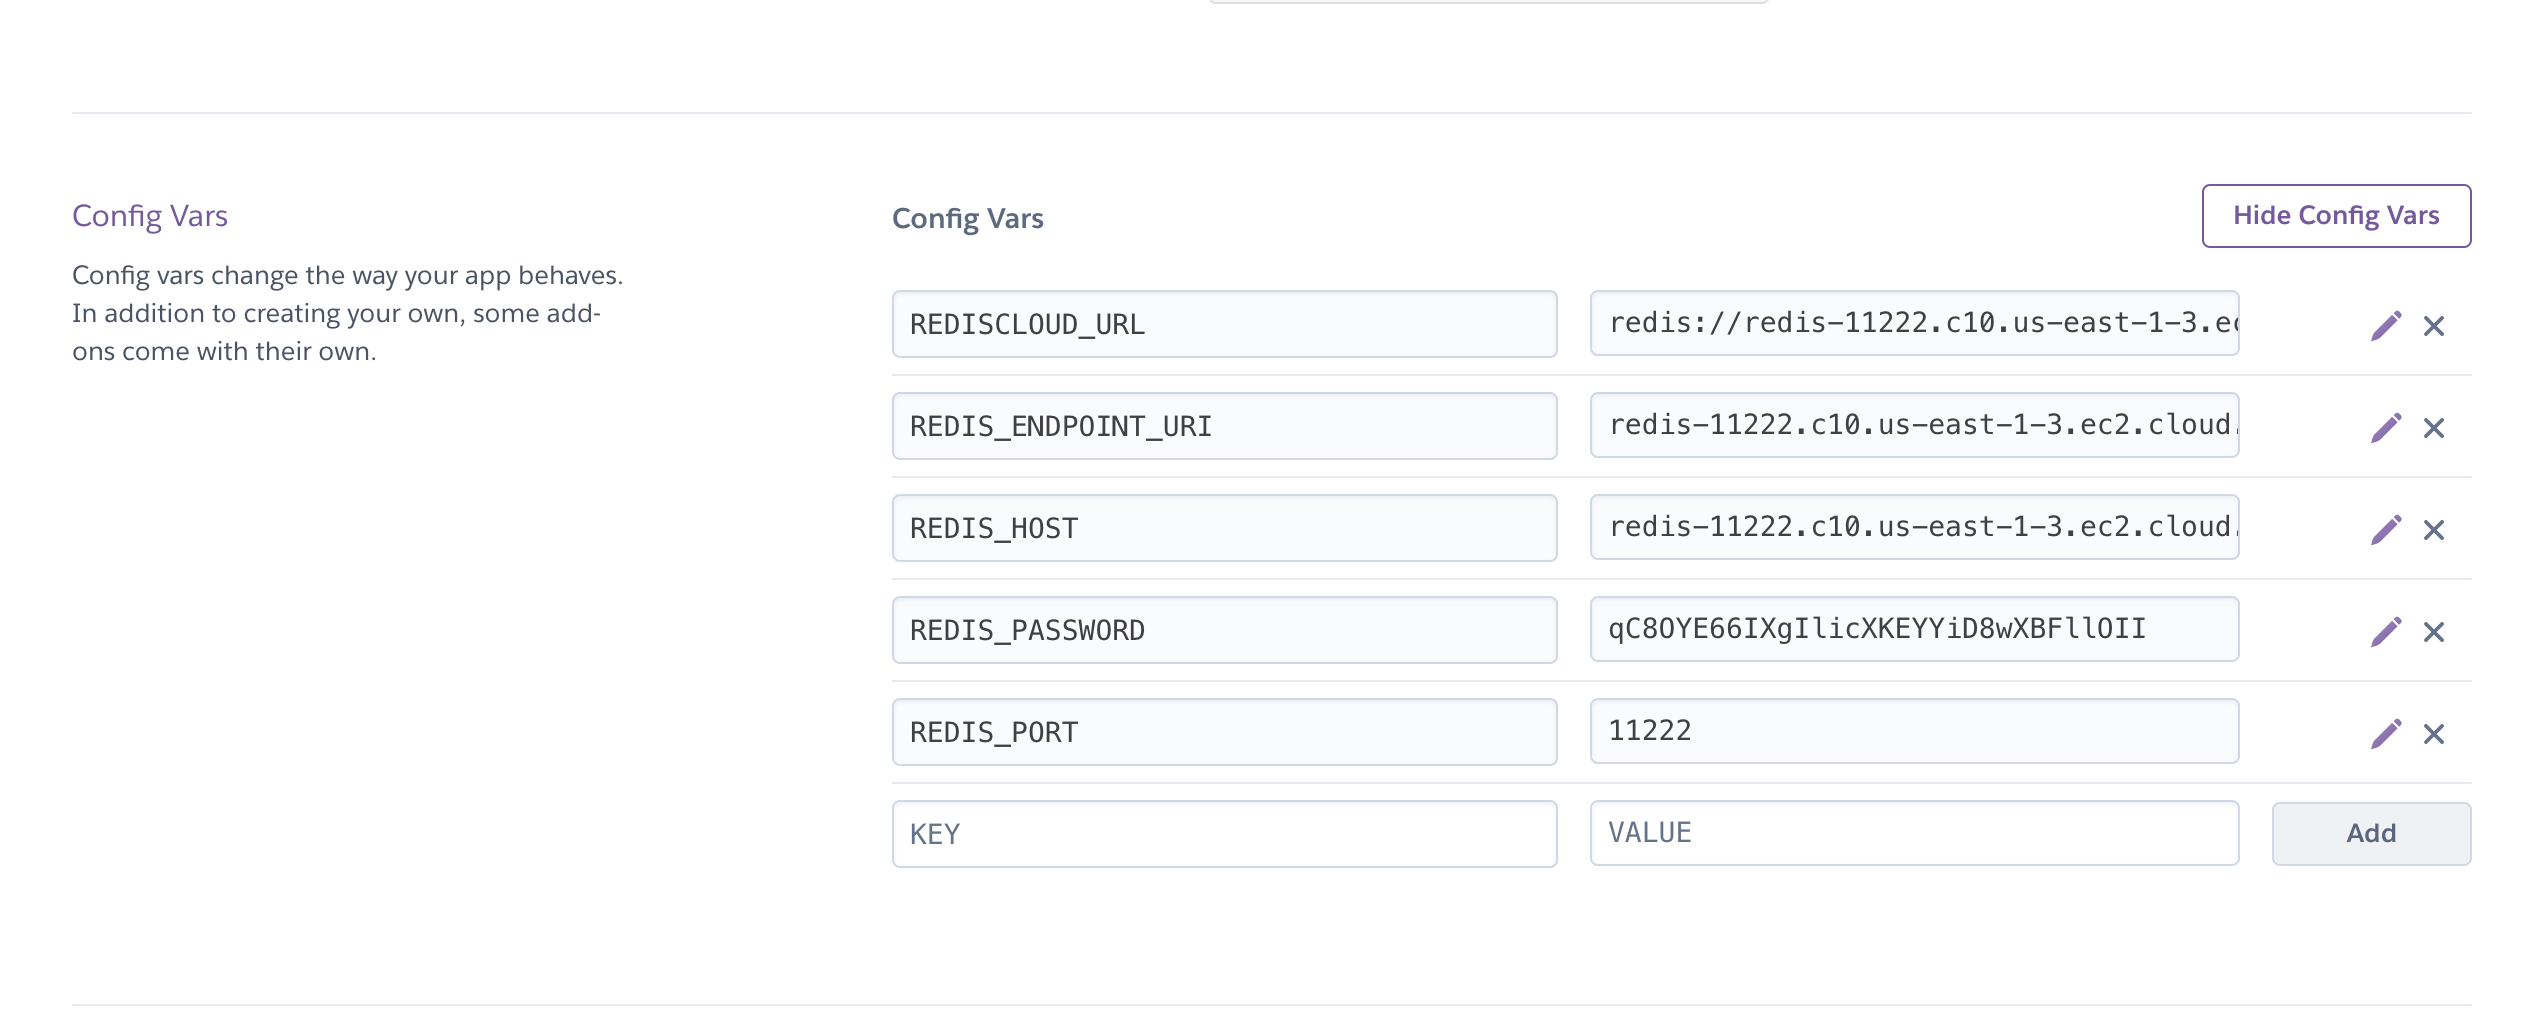 Config Vars
Config vars change the way your app behaves.
In addition to creating your own, some add-
ons come with their own.
Config Vars
Hide Config Vars
REDISCLOUD_URL
redis://redis-11222.c10.us-east-1-3.ec
REDIS_ENDPOINT_URI
redis-11222.c10.us-east-1-3.ec2.cloud.
REDIS_HOST
redis-11222.c10.us-east-1-3.ec2.cloud.
REDIS_PASSWORD
qC8OYE66IXgIlicXKEYYiD8wXBFllOII
REDIS_PORT
11222
KEY
VALUE
Add